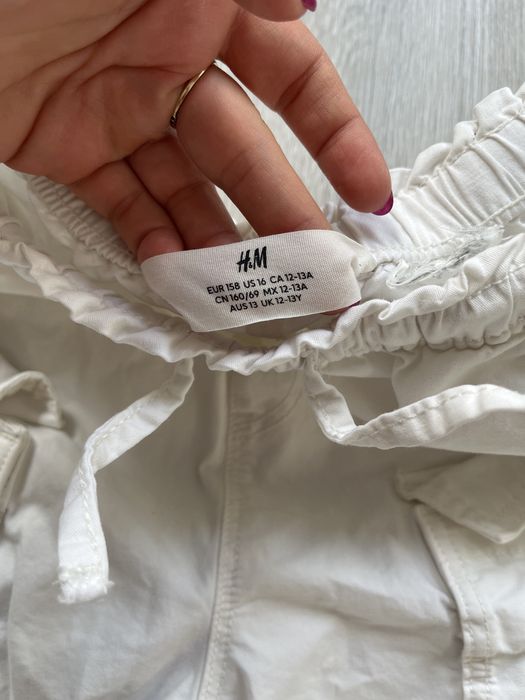 H&M
EUR 158 US 16 CA 12-13A
CN 160/69 MX 12-13A
AUS 13 UK 12-13Y